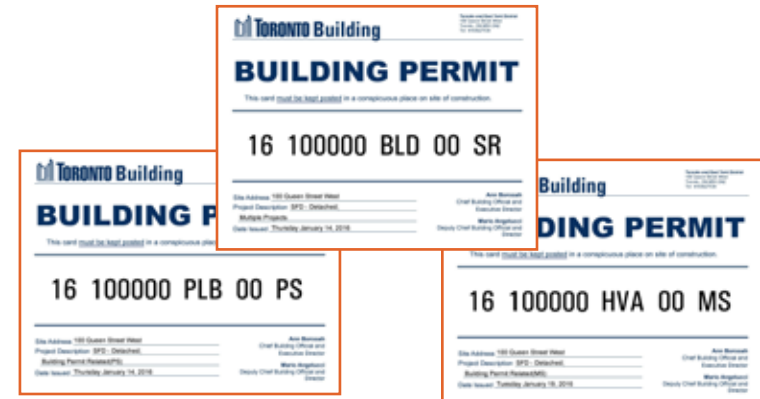 TORONTO Building
Toronto and East York District
BUILDING PERMIT
This card must be kept posted in a conspicuous place on site of construction.
16 100000 BLD 00 SR
Site Address 100 Queen Street West
Project Description SFD - Detached,
Multiple Projects
Date Issued Thursday January 14, 2016
Ann Borooah
Chief Building Official and
Executive Director
Mario Angelucci
Deputy Chief Building Official and
Director
TORONTO Building
BUILDING P
This card must be kept posted in a conspicuous plac
16 100000 PLB 00 PS
Site Address 100 Queen Street West
Project Description SFD - Detached,
Building Permit Related(PS)
Date Issued Thursday January 14, 2016
Ann Borooah
Chief Building Official and
Executive Director
Mario Angelucci
Deputy Chief Building Official and
Director
Building
DING PERMIT
This card must be kept posted in a conspicuous place on site of construction.
16 100000 HVA 00 MS
Site Address 100 Queen Street West
Project Description SFD - Detached,
Building Permit Related(MS)
Date Issued Tuesday January 19, 2016
Ann Borooah
Chief Building Official and
Executive Director
Mario Angelucci
Deputy Chief Building Official and
Director